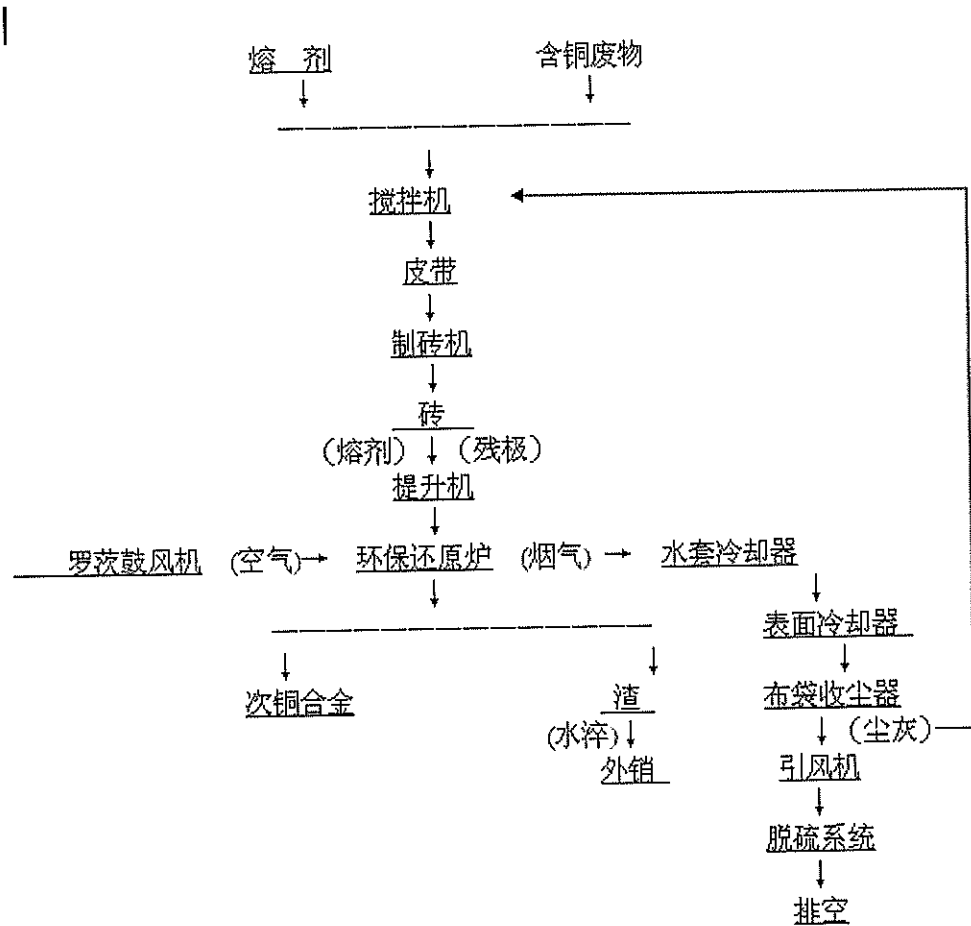 熔 剂 含铜废物
搅拌机
皮带
制砖机
砖
(熔剂) (残极)
提升机
罗茨鼓风机 (空气) 环保还原炉 (烟气) 水套冷却器
表面冷却器
次铜合金 渣 布袋收尘器
(水淬) (尘灰)
外销 引风机
脱硫系统
排空